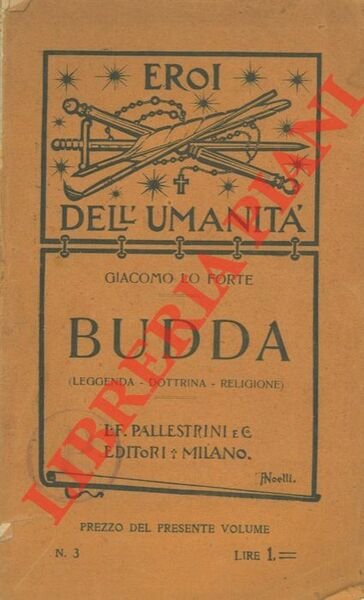 EROI
DELL' UMANITÀ
GIACOMO LO FORTE
BUDDA
(LEGGENDA - DOTTRINA - RELIGIONE)
F. PALLESTRINI E C.
EDITORI MILANO.
ANoelli.
PREZZO DEL PRESENTE VOLUME
N. 3 LIRE 1.=
LIBRERIA PIANI